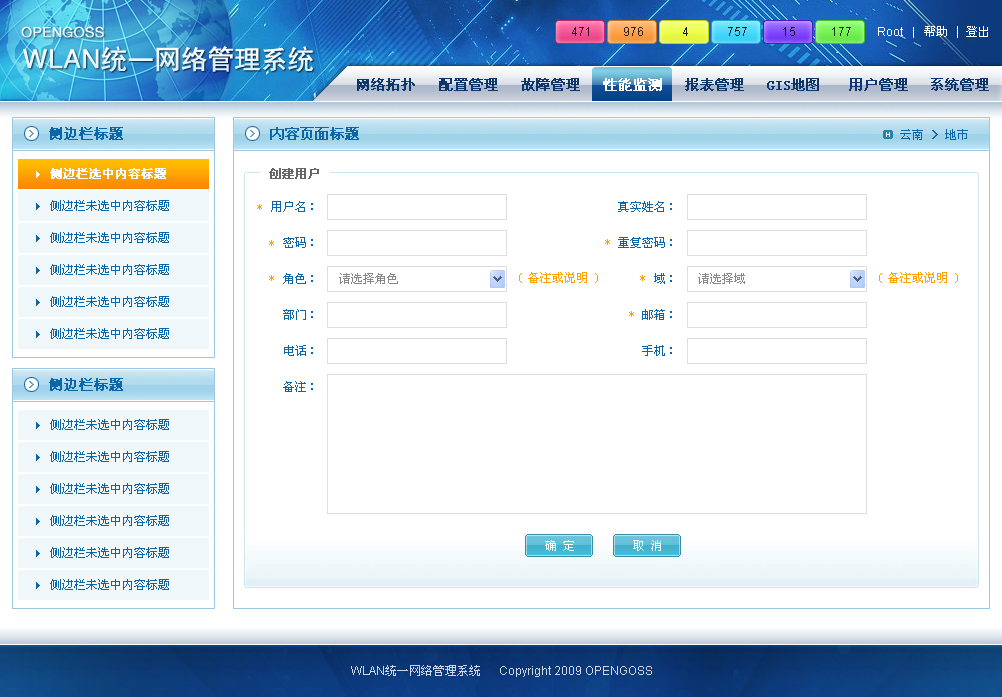 OPENGOSS
WLAN统一网络管理系统
471 976 4 757 15 177 Root | 帮助 | 登出
网络拓扑 配置管理 故障管理 性能监测 报表管理 GIS地图 用户管理 系统管理
侧边栏标题
侧边栏选中内容标题
侧边栏未选中内容标题
侧边栏未选中内容标题
侧边栏未选中内容标题
侧边栏未选中内容标题
侧边栏未选中内容标题
侧边栏标题
侧边栏未选中内容标题
侧边栏未选中内容标题
侧边栏未选中内容标题
侧边栏未选中内容标题
侧边栏未选中内容标题
侧边栏未选中内容标题
内容页面标题
H 云南 > 地市
创建用户
* 用户名： 真实姓名：
* 密码： * 重复密码：
* 角色： 请选择角色 （ 备注或说明 ） * 域： 请选择域 （ 备注或说明 ）
部门： * 邮箱：
电话： 手机：
备注：
确 定 取 消
WLAN统一网络管理系统 Copyright 2009 OPENGOSS